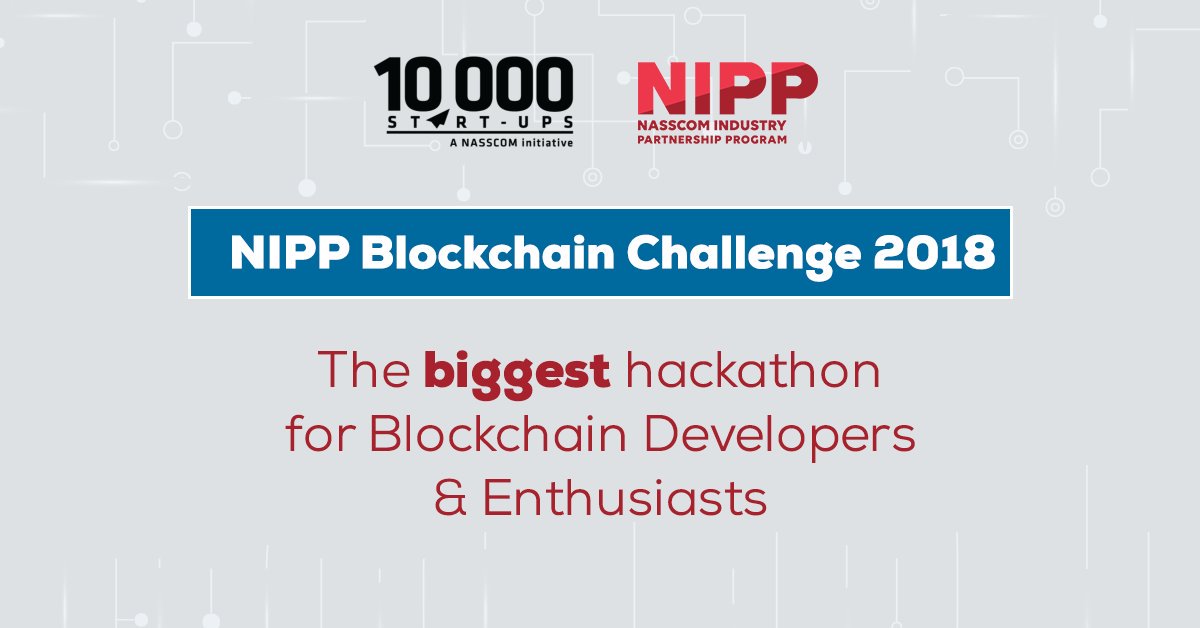 10,000
START-UPS
A NASSCOM initiative
NIPP
NASSCOM INDUSTRY
PARTNERSHIP PROGRAM
NIPP Blockchain Challenge 2018
The biggest hackathon
for Blockchain Developers
& Enthusiasts